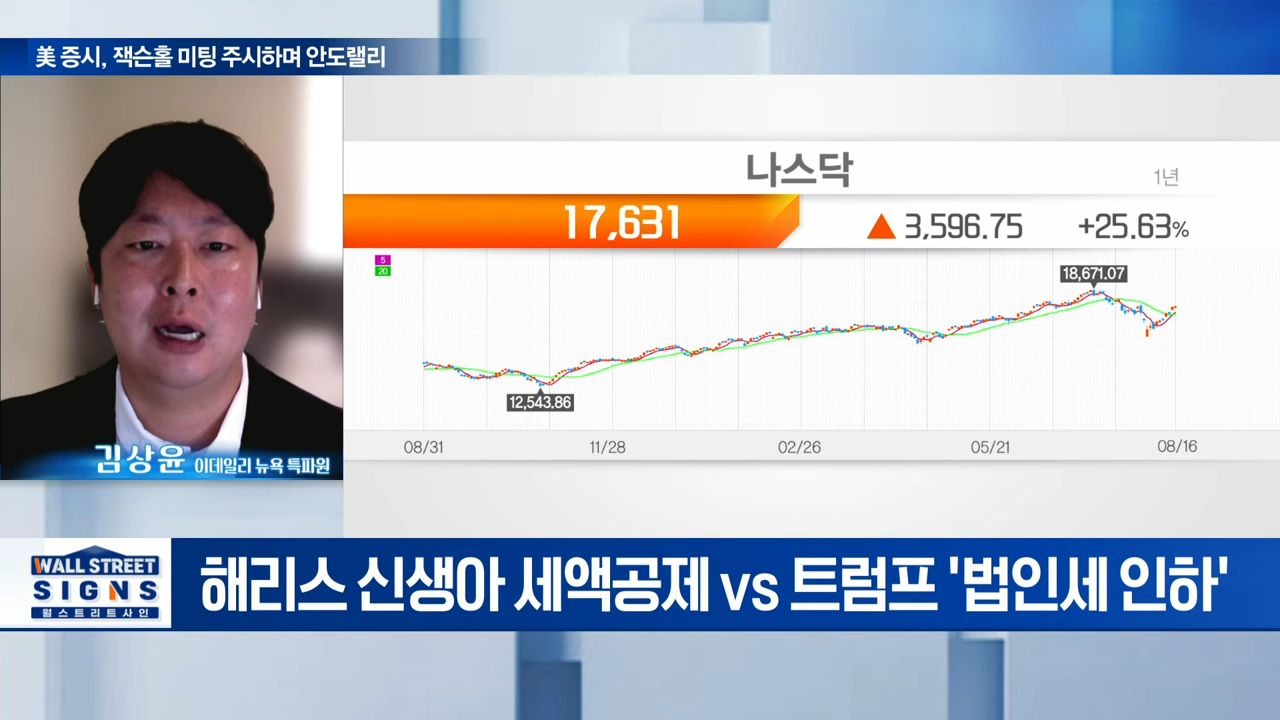 美 증시, 잭슨홀 미팅 주시하며 안도랠리
나스닥
1년
17,631
▲ 3,596.75 +25.63%
5
20
18,671.07
12,543.86
08/31 11/28 02/26 05/21 08/16
김상윤 이데일리 뉴욕 특파원
WALL STREET
SIGNS
월스트리트사인
해리스 신생아 세액공제 vs 트럼프 '법인세 인하'